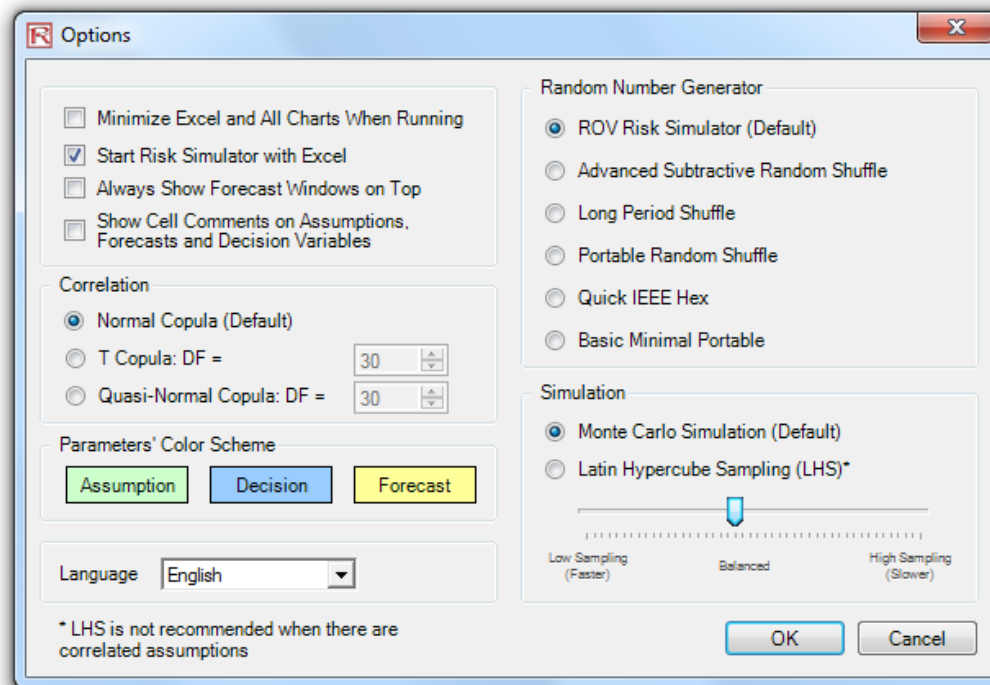 Options
Minimize Excel and All Charts When Running
Start Risk Simulator with Excel
Always Show Forecast Windows on Top
Show Cell Comments on Assumptions,
Forecasts and Decision Variables
Correlation
Normal Copula (Default)
T Copula: DF = 30
Quasi-Normal Copula: DF = 30
Parameters' Color Scheme
Assumption Decision Forecast
Language English
* LHS is not recommended when there are
correlated assumptions
Random Number Generator
ROV Risk Simulator (Default)
Advanced Subtractive Random Shuffle
Long Period Shuffle
Portable Random Shuffle
Quick IEEE Hex
Basic Minimal Portable
Simulation
Monte Carlo Simulation (Default)
Latin Hypercube Sampling (LHS)*
Low Sampling Balanced High Sampling
(Faster) (Slower)
OK Cancel